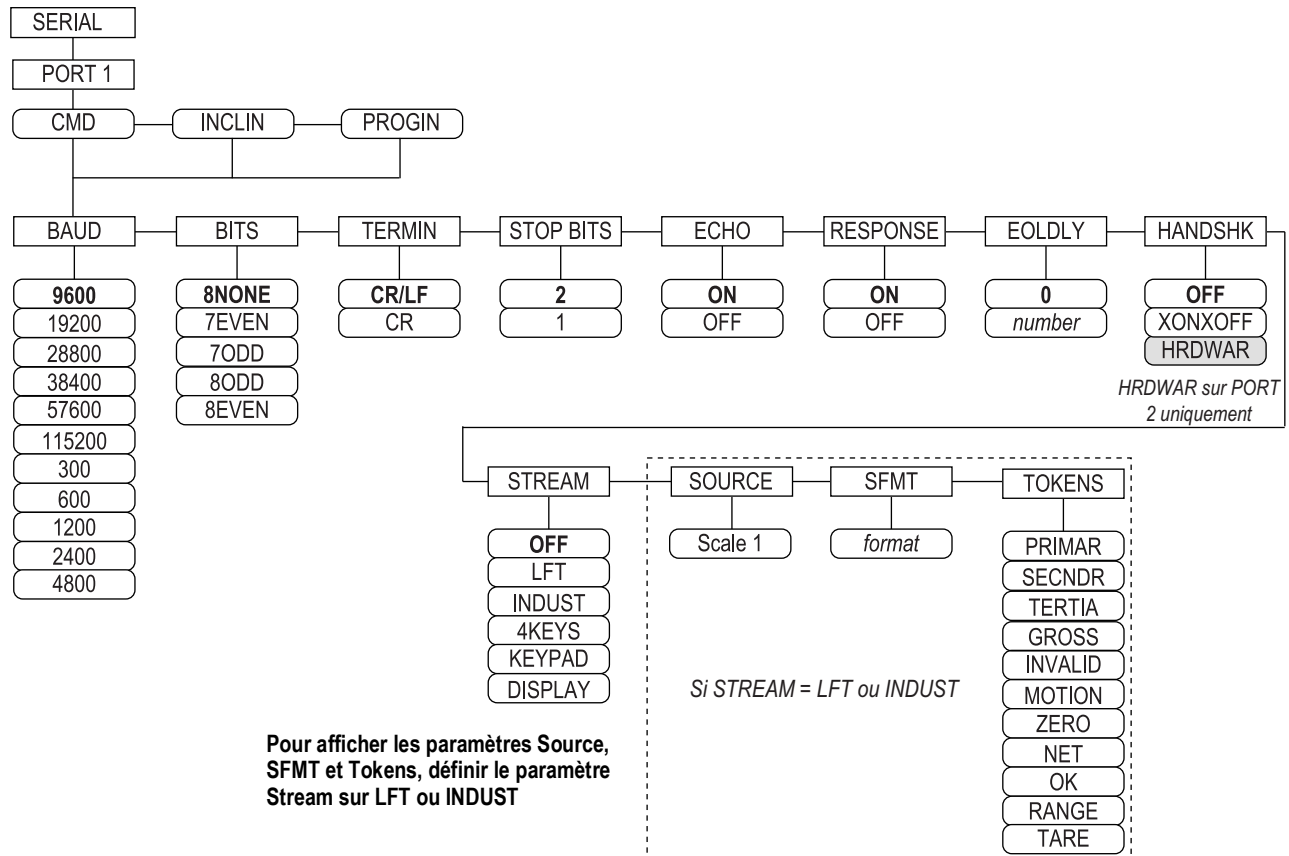 SERIAL
PORT 1
CMD
INCLIN
PROGIN
BAUD
9600
19200
28800
38400
57600
115200
300
600
1200
2400
4800
BITS
8NONE
7EVEN
7ODD
8ODD
8EVEN
TERMIN
CR/LF
CR
STOP BITS
2
1
ECHO
ON
OFF
RESPONSE
ON
OFF
EOLDLY
0
number
HANDSHK
OFF
XONXOFF
HRDWAR
HRDWAR sur PORT
2 uniquement
STREAM
OFF
LFT
INDUST
4KEYS
KEYPAD
DISPLAY
SOURCE
Scale 1
SFMT
format
TOKENS
PRIMAR
SECNDR
TERTIA
GROSS
INVALID
MOTION
ZERO
NET
OK
RANGE
TARE
Si STREAM = LFT ou INDUST
Pour afficher les paramètres Source,
SFMT et Tokens, définir le paramètre
Stream sur LFT ou INDUST